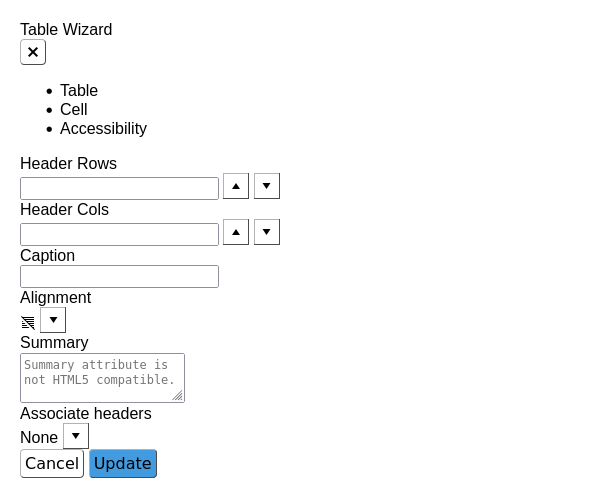 Table Wizard
✕
Table
Cell
Accessibility
Header Rows
▲ ▼
Header Cols
▲ ▼
Caption
Alignment
▼
Summary
Summary attribute is
not HTML5 compatible.
Associate headers
None ▼
Cancel Update